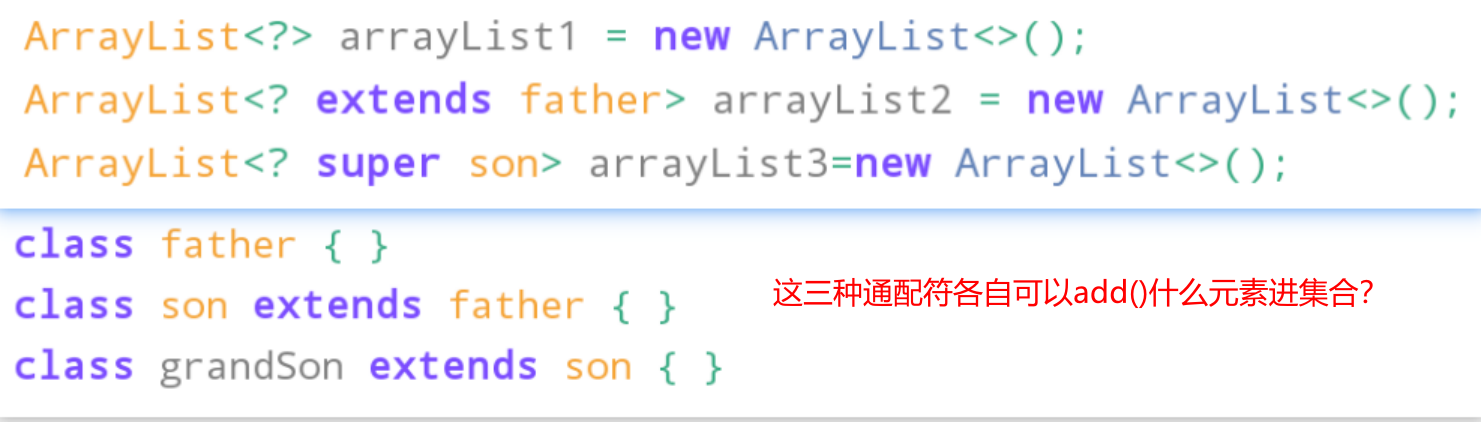 ArrayList<?> arrayList1 = new ArrayList<>();
ArrayList<? extends father> arrayList2 = new ArrayList<>();
ArrayList<? super son> arrayList3=new ArrayList<>();
class father { }
class son extends father { }
这三种通配符各自可以add()什么元素进集合?
class grandSon extends son { }